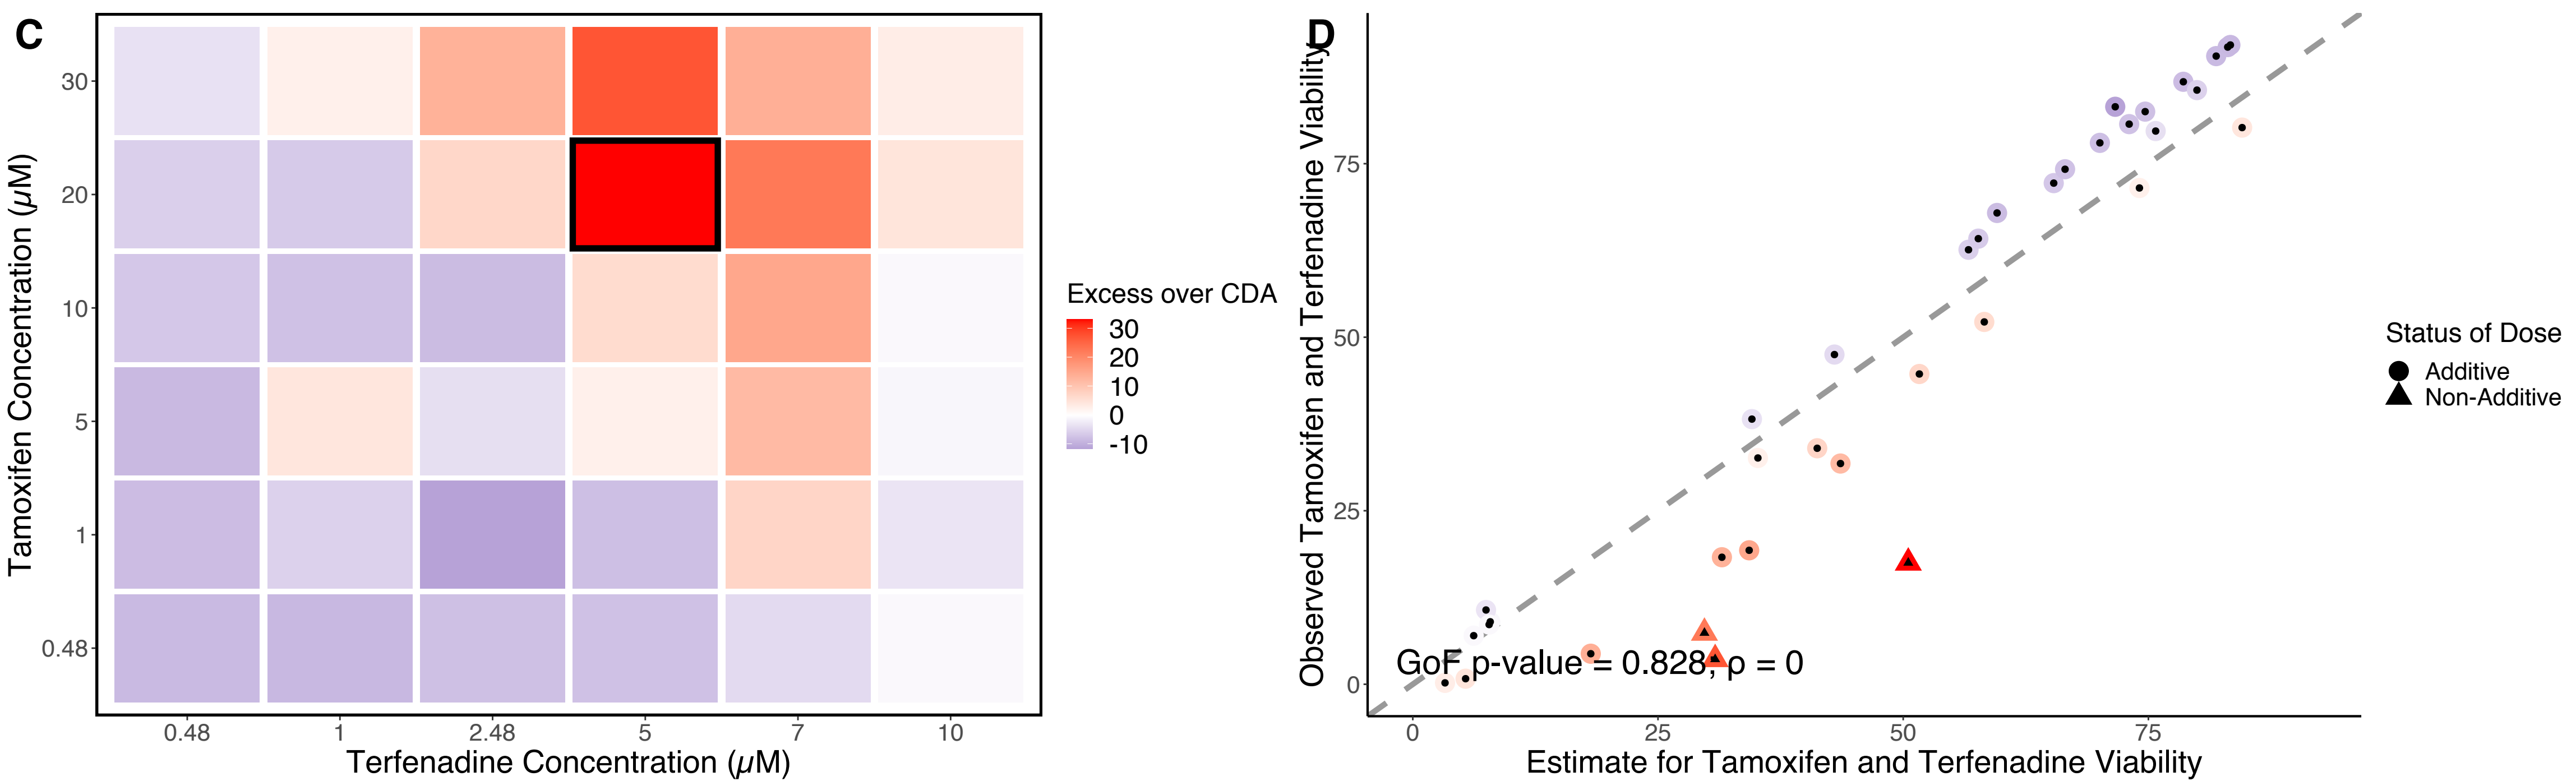 C
Tamoxifen Concentration (µM)
30
20
10
5
1
0.48
0.48 1 2.48 5 7 10
Terfenadine Concentration (µM)
Excess over CDA
30
20
10
0
-10
D
Observed Tamoxifen and Terfenadine Viability
75
50
25
0
GoF p-value = 0.828, ρ = 0
0 25 50 75
Estimate for Tamoxifen and Terfenadine Viability
Status of Dose
Additive
Non-Additive